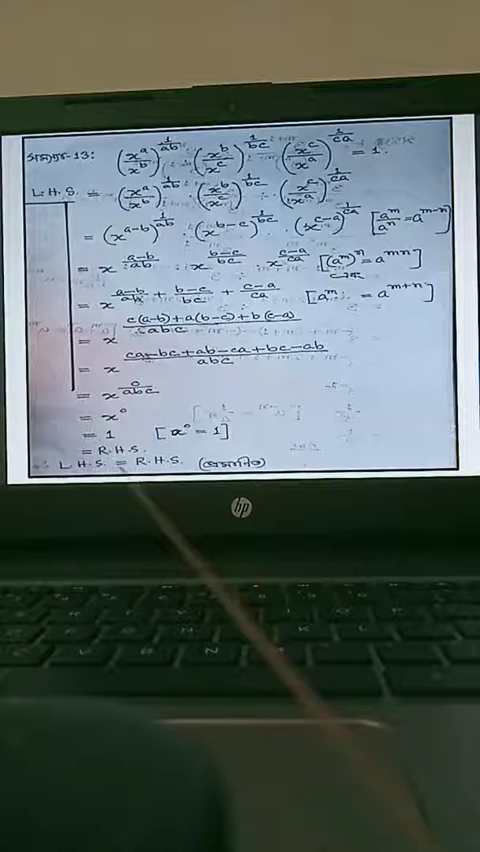 প্রমাণ-13: (x^a/x^b)^(1/ab) · (x^b/x^c)^(1/bc) · (x^c/x^a)^(1/ca) = 1.
L.H.S. = (x^a/x^b)^(1/ab) · (x^b/x^c)^(1/bc) · (x^c/x^a)^(1/ca)
= (x^(a-b))^(1/ab) · (x^(b-c))^(1/bc) · (x^(c-a))^(1/ca) [a^m/a^n = a^(m-n)]
= x^((a-b)/ab) · x^((b-c)/bc) · x^((c-a)/ca) [(a^m)^n = a^(mn)]
= x^((a-b)/ab + (b-c)/bc + (c-a)/ca) [a^m = a^(m+n)]
= x^((c(a-b)+a(b-c)+b(c-a))/abc)
= x^((ca-bc+ab-ca+bc-ab)/abc)
= x^(0/abc)
= x^0
= 1 [x^0 = 1]
= R.H.S.
∴ L.H.S. = R.H.S. (প্রমাণিত)
hp